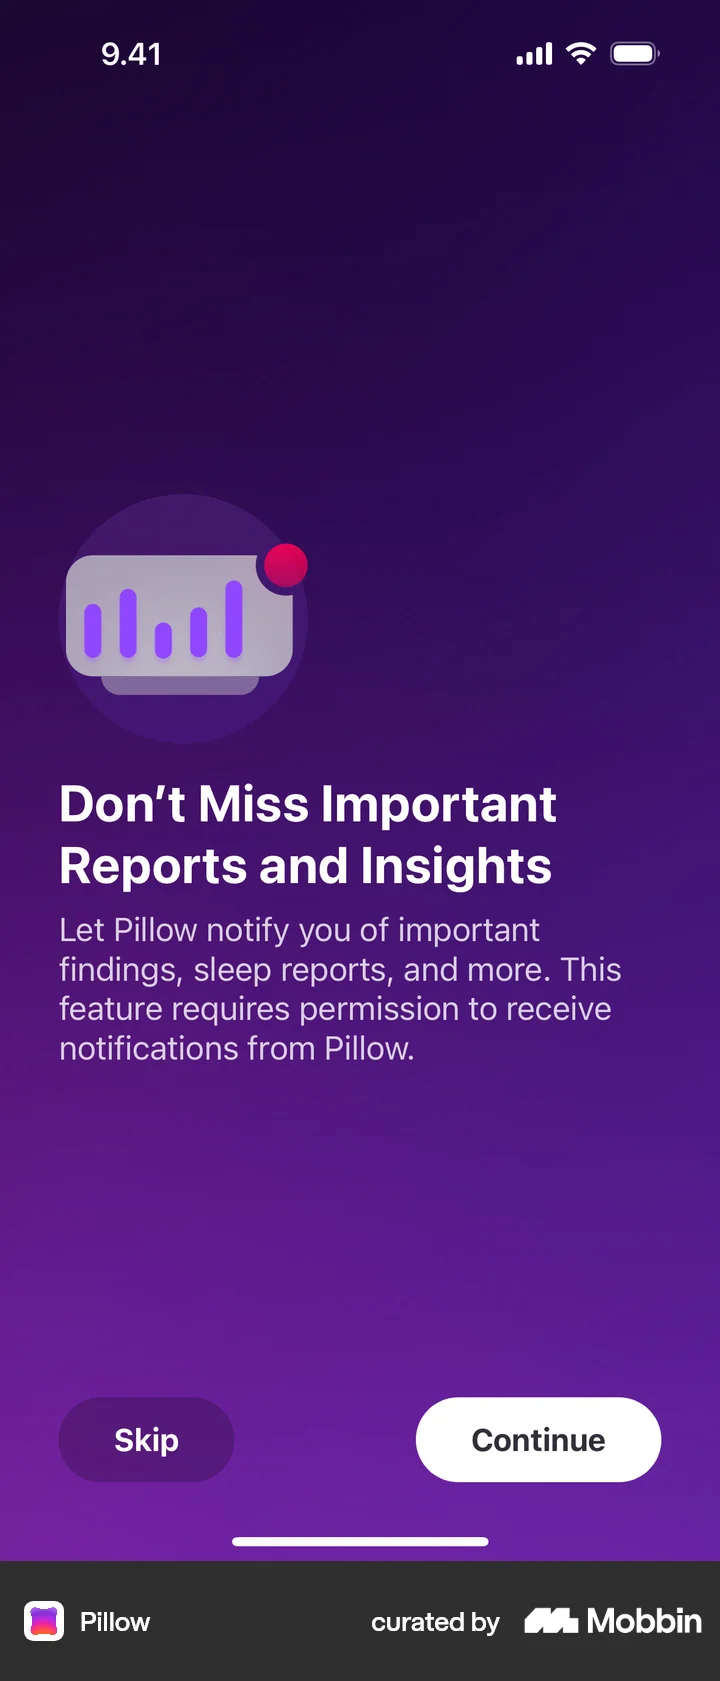 9.41
Don't Miss Important
Reports and Insights
Let Pillow notify you of important
findings, sleep reports, and more. This
feature requires permission to receive
notifications from Pillow.
Skip
Continue
Pillow
curated by Mobbin